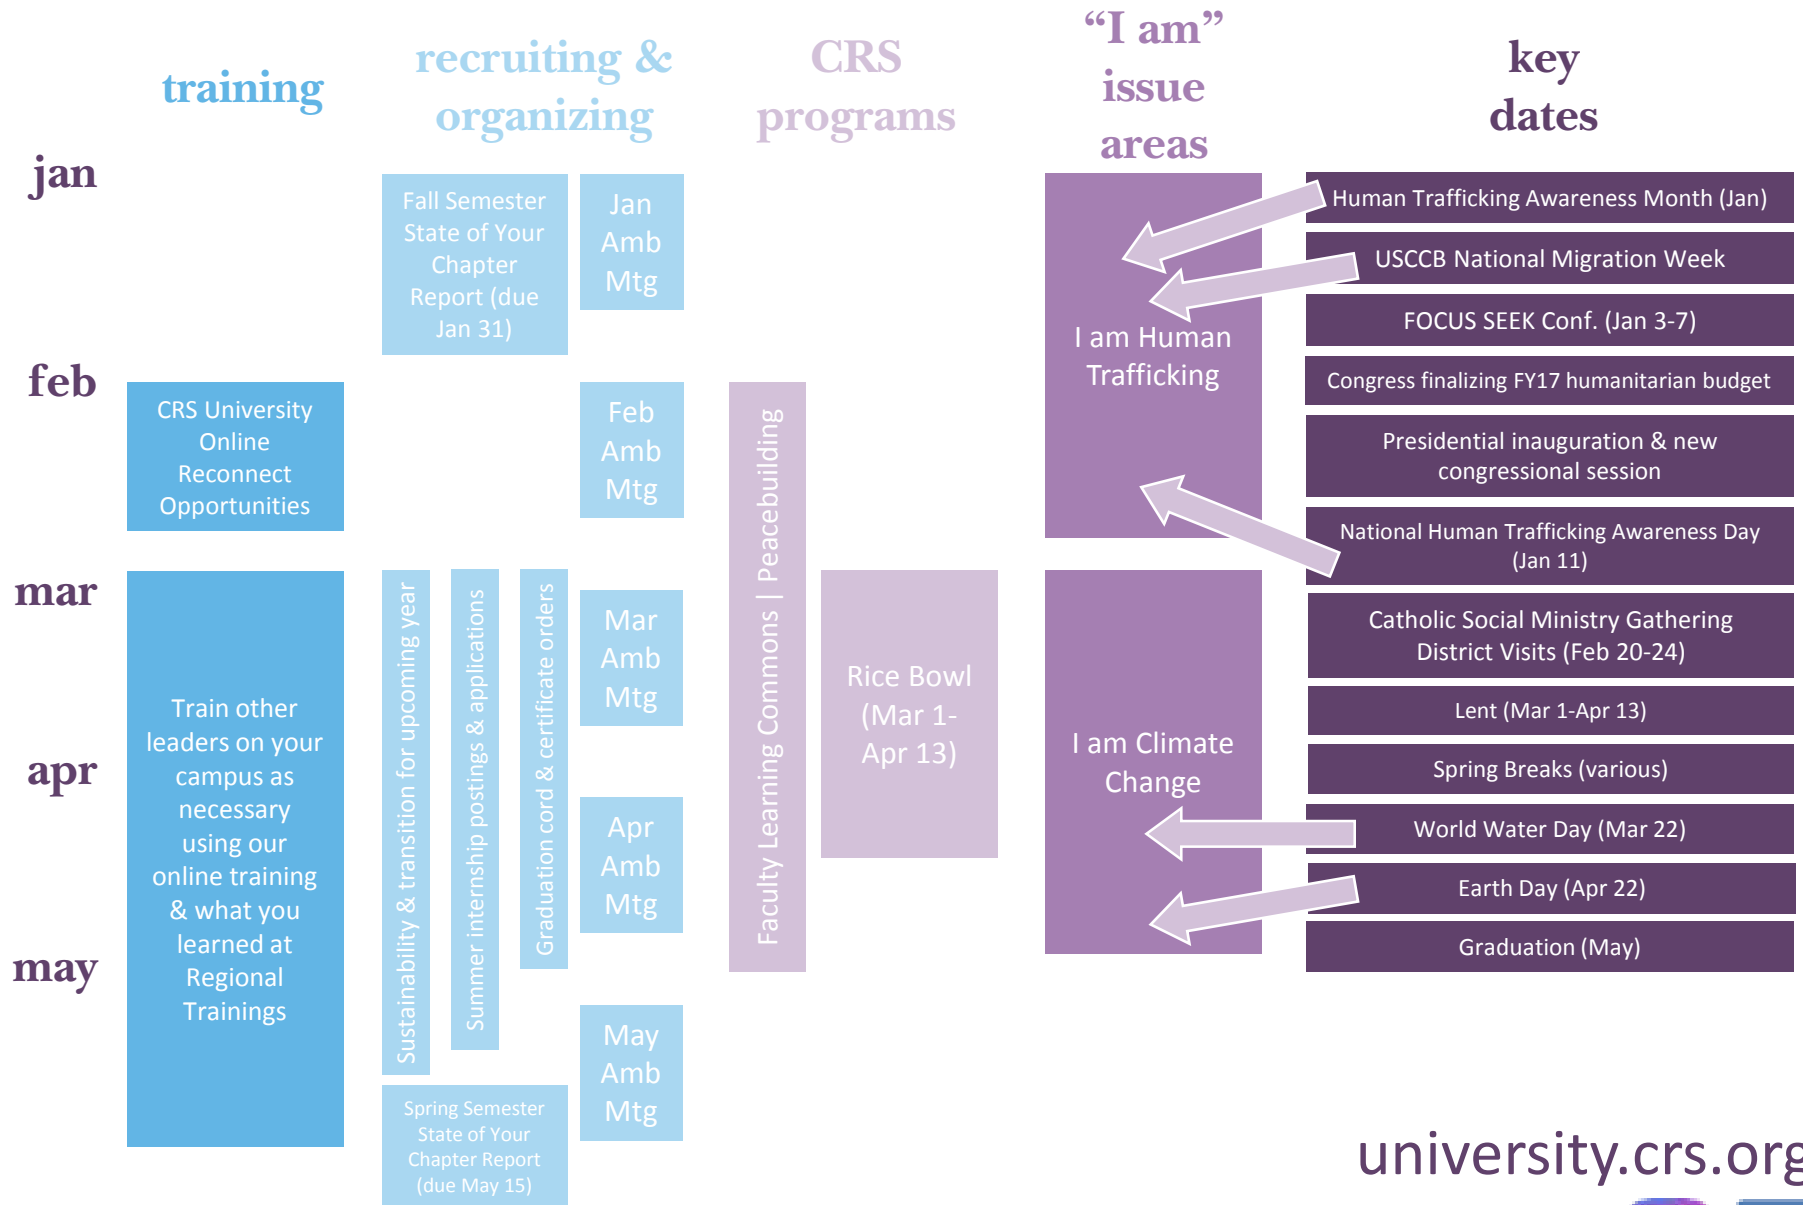 training
recruiting &
organizing
CRS
programs
“I am”
issue
areas
key
dates
jan
feb
mar
apr
may
CRS University
Online
Reconnect
Opportunities
Train other
leaders on your
campus as
necessary
using our
online training
& what you
learned at
Regional
Trainings
Fall Semester
State of Your
Chapter
Report (due
Jan 31)
Sustainability & transition for upcoming year
Summer internship postings & applications
Graduation cord & certificate orders
Spring Semester
State of Your
Chapter Report
(due May 15)
Jan
Amb
Mtg
Feb
Amb
Mtg
Mar
Amb
Mtg
Apr
Amb
Mtg
May
Amb
Mtg
Faculty Learning Commons | Peacebuilding
Rice Bowl
(Mar 1-
Apr 13)
I am Human
Trafficking
I am Climate
Change
Human Trafficking Awareness Month (Jan)
USCCB National Migration Week
FOCUS SEEK Conf. (Jan 3-7)
Congress finalizing FY17 humanitarian budget
Presidential inauguration & new
congressional session
National Human Trafficking Awareness Day
(Jan 11)
Catholic Social Ministry Gathering
District Visits (Feb 20-24)
Lent (Mar 1-Apr 13)
Spring Breaks (various)
World Water Day (Mar 22)
Earth Day (Apr 22)
Graduation (May)
university.crs.org